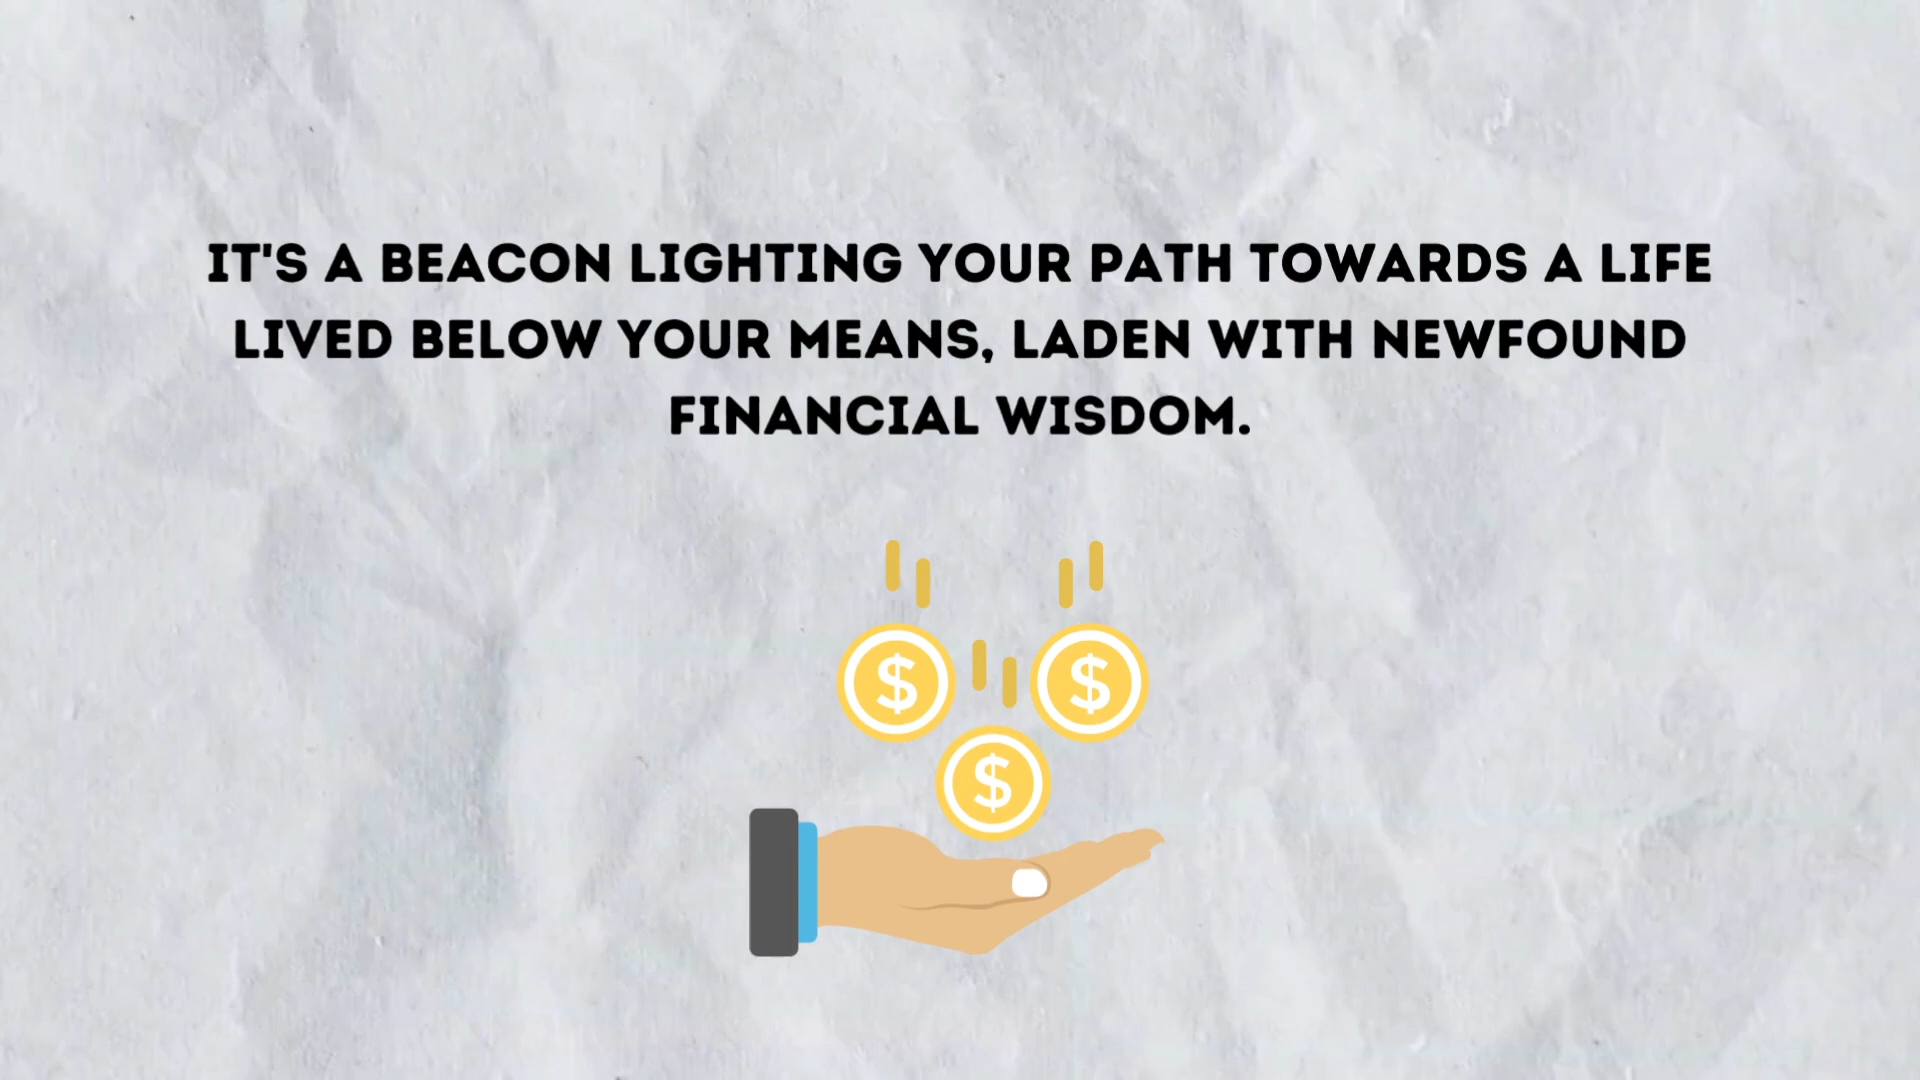 IT'S A BEACON LIGHTING YOUR PATH TOWARDS A LIFE
LIVED BELOW YOUR MEANS, LADEN WITH NEWFOUND
FINANCIAL WISDOM.
$ $
$